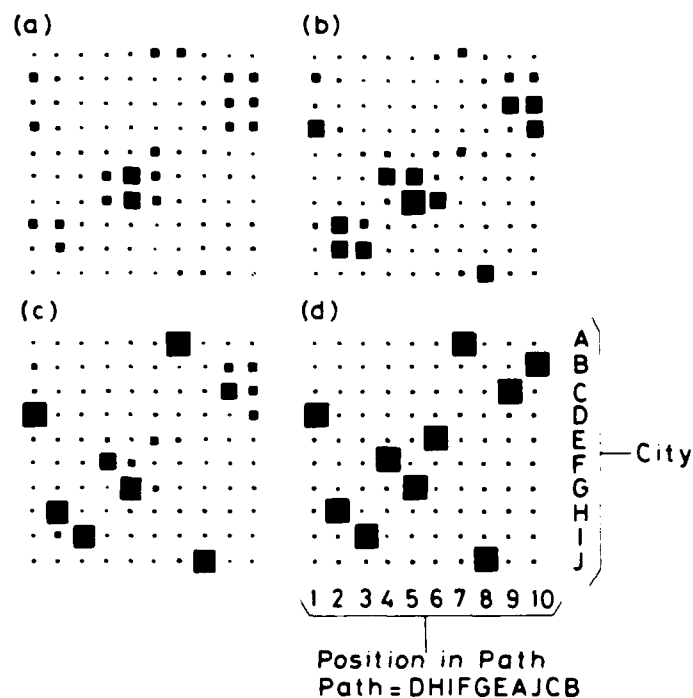 (a)
(b)
(c)
(d)
A
B
C
D
E
F
G
H
I
J
City
1 2 3 4 5 6 7 8 9 10
Position in Path
Path = DHIFGEAJCB